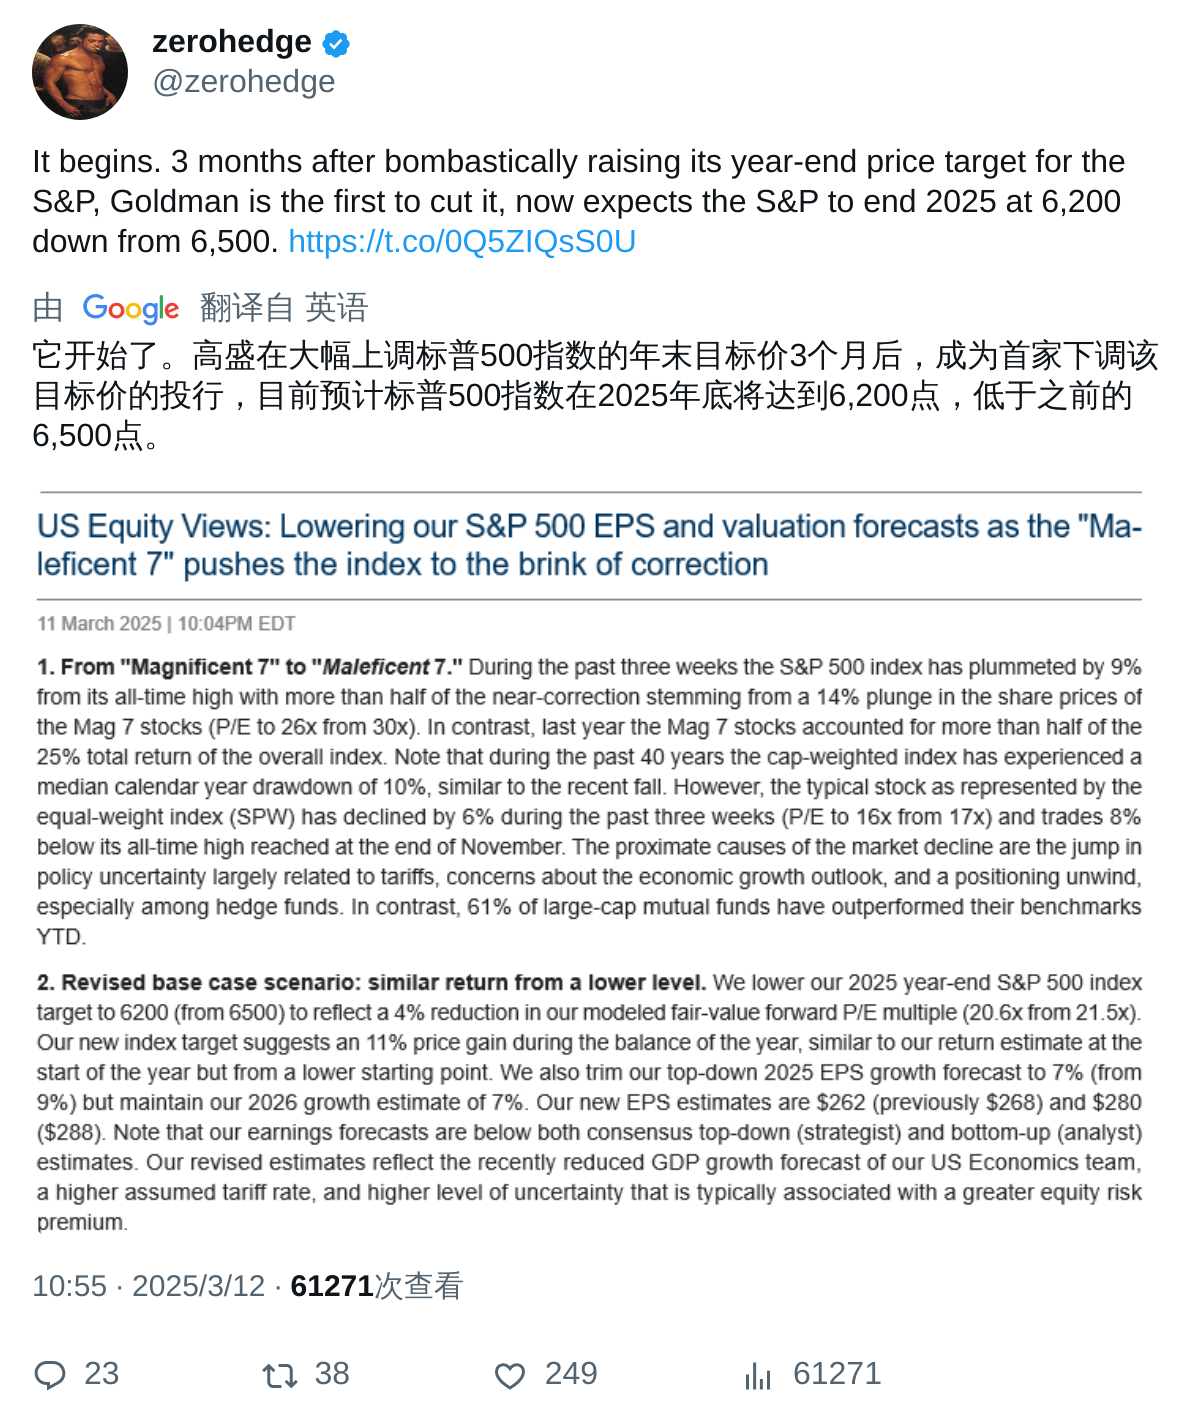 zerohedge
@zerohedge
It begins. 3 months after bombastically raising its year-end price target for the
S&P, Goldman is the first to cut it, now expects the S&P to end 2025 at 6,200
down from 6,500. https://t.co/0Q5ZIQsS0U
由 Google 翻译自 英语
它开始了。高盛在大幅上调标普500指数的年末目标价3个月后，成为首家下调该
目标价的投行，目前预计标普500指数在2025年底将达到6,200点，低于之前的
6,500点。
US Equity Views: Lowering our S&P 500 EPS and valuation forecasts as the "Ma-
leficent 7" pushes the index to the brink of correction
11 March 2025 | 10:04PM EDT
1. From "Magnificent 7" to "Maleficent 7." During the past three weeks the S&P 500 index has plummeted by 9%
from its all-time high with more than half of the near-correction stemming from a 14% plunge in the share prices of
the Mag 7 stocks (P/E to 26x from 30x). In contrast, last year the Mag 7 stocks accounted for more than half of the
25% total return of the overall index. Note that during the past 40 years the cap-weighted index has experienced a
median calendar year drawdown of 10%, similar to the recent fall. However, the typical stock as represented by the
equal-weight index (SPW) has declined by 6% during the past three weeks (P/E to 16x from 17x) and trades 8%
below its all-time high reached at the end of November. The proximate causes of the market decline are the jump in
policy uncertainty largely related to tariffs, concerns about the economic growth outlook, and a positioning unwind,
especially among hedge funds. In contrast, 61% of large-cap mutual funds have outperformed their benchmarks
YTD.
2. Revised base case scenario: similar return from a lower level. We lower our 2025 year-end S&P 500 index
target to 6200 (from 6500) to reflect a 4% reduction in our modeled fair-value forward P/E multiple (20.6x from 21.5x).
Our new index target suggests an 11% price gain during the balance of the year, similar to our return estimate at the
start of the year but from a lower starting point. We also trim our top-down 2025 EPS growth forecast to 7% (from
9%) but maintain our 2026 growth estimate of 7%. Our new EPS estimates are $262 (previously $268) and $280
($288). Note that our earnings forecasts are below both consensus top-down (strategist) and bottom-up (analyst)
estimates. Our revised estimates reflect the recently reduced GDP growth forecast of our US Economics team,
a higher assumed tariff rate, and higher level of uncertainty that is typically associated with a greater equity risk
premium.
10:55 · 2025/3/12 · 61271次查看
23 38 249 61271